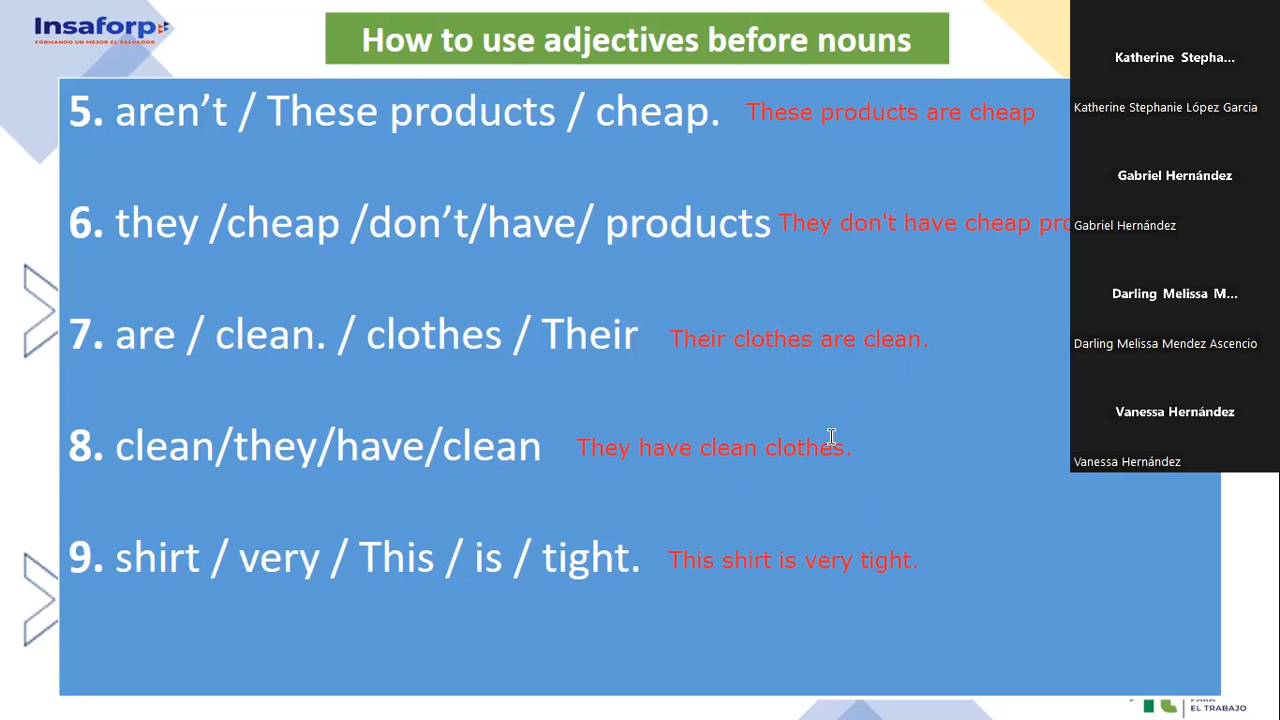 Insaforp
FORMANDO UN MEJOR EL SALVADOR
How to use adjectives before nouns
5. aren’t / These products / cheap. These products are cheap
6. they /cheap /don’t/have/ products They don't have cheap
7. are / clean. / clothes / Their Their clothes are clean.
8. clean/they/have/clean They have clean clothes.
9. shirt / very / This / is / tight. This shirt is very tight.
Katherine Stepha...
Katherine Stephanie López Garcia
Gabriel Hernández
Gabriel Hernández
Darling Melissa M...
Darling Melissa Mendez Ascencio
Vanessa Hernández
Vanessa Hernández
EL TRABAJO